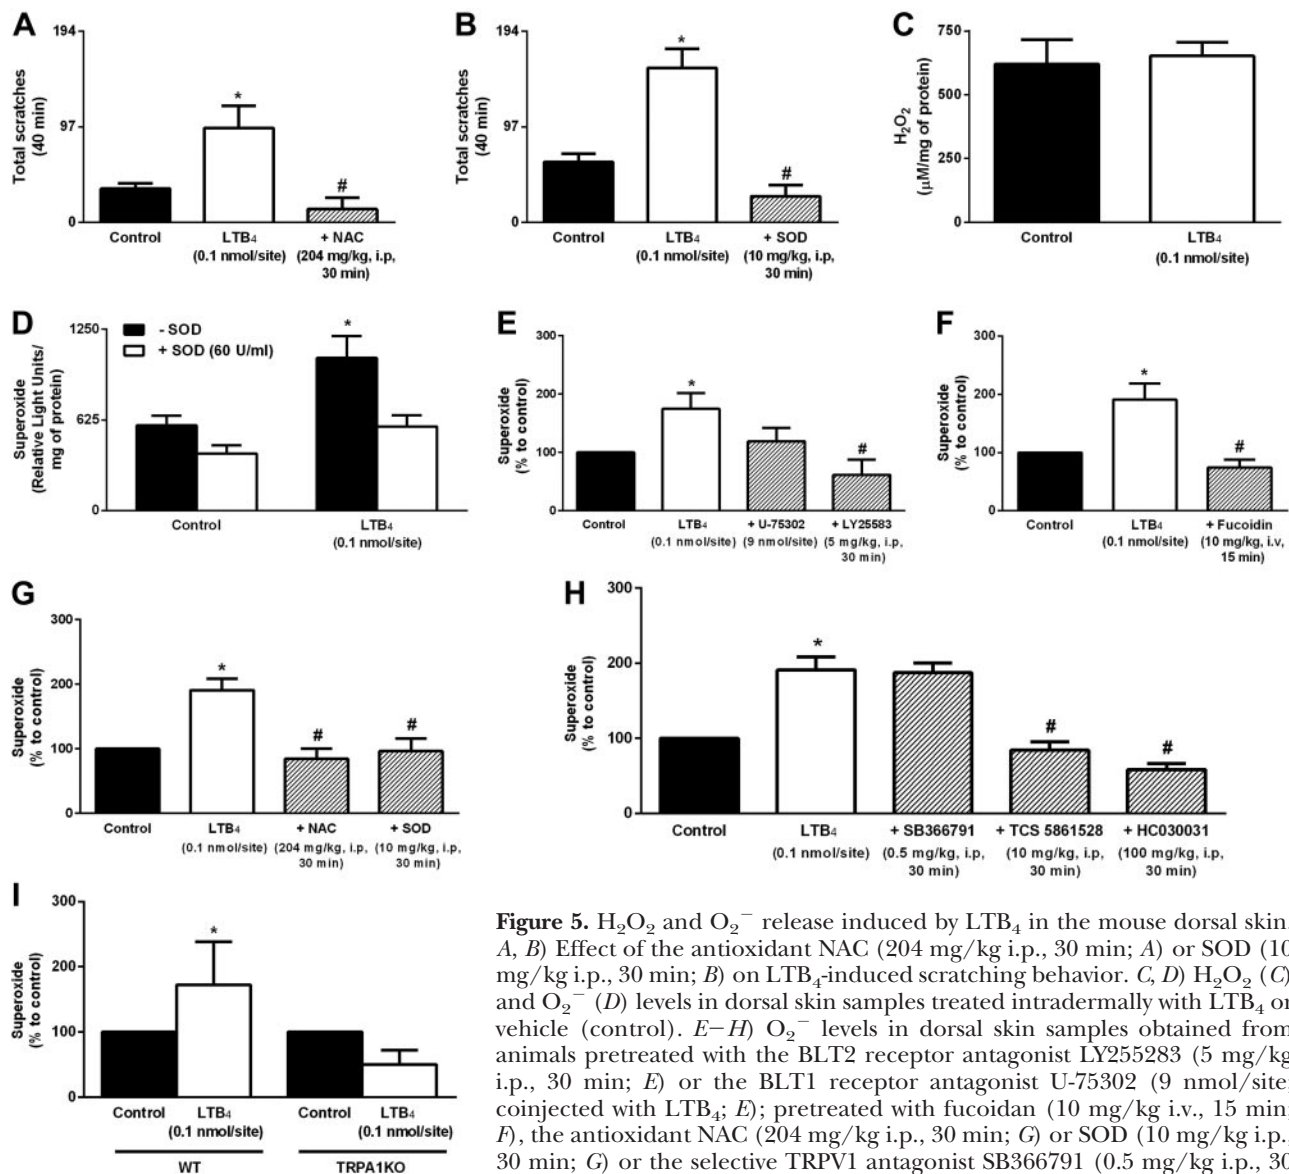 A
194
97
0
Total scratches
(40 min)
*
#
Control
LTB4
(0.1 nmol/site)
+ NAC
(204 mg/kg, i.p,
30 min)
B
194
97
0
Total scratches
(40 min)
*
#
Control
LTB4
(0.1 nmol/site)
+ SOD
(10 mg/kg, i.p,
30 min)
C
750
500
250
0
H2O2
(µM/mg of protein)
Control
LTB4
(0.1 nmol/site)
D
1250
625
0
Superoxide
(Relative Light Units/
mg of protein)
- SOD
+ SOD (60 U/ml)
*
Control
LTB4
(0.1 nmol/site)
E
300
200
100
0
Superoxide
(% to control)
*
#
Control
LTB4
(0.1 nmol/site)
+ U-75302
(9 nmol/site)
+ LY25583
(5 mg/kg, i.p,
30 min)
F
300
200
100
0
Superoxide
(% to control)
*
#
Control
LTB4
(0.1 nmol/site)
+ Fucoidin
(10 mg/kg, i.v,
15 min)
G
300
200
100
0
Superoxide
(% to control)
*
#
#
Control
LTB4
(0.1 nmol/site)
+ NAC
(204 mg/kg, i.p,
30 min)
+ SOD
(10 mg/kg, i.p,
30 min)
H
300
200
100
0
Superoxide
(% to control)
*
#
#
Control
LTB4
(0.1 nmol/site)
+ SB366791
(0.5 mg/kg, i.p,
30 min)
+ TCS 5861528
(10 mg/kg, i.p,
30 min)
+ HC030031
(100 mg/kg, i.p,
30 min)
I
300
200
100
0
Superoxide
(% to control)
*
Control
LTB4
(0.1 nmol/site)
WT
Control
LTB4
(0.1 nmol/site)
TRPA1KO
Figure 5. H2O2 and O2− release induced by LTB4 in the mouse dorsal skin.
A, B) Effect of the antioxidant NAC (204 mg/kg i.p., 30 min; A) or SOD (10
mg/kg i.p., 30 min; B) on LTB4-induced scratching behavior. C, D) H2O2 (C)
and O2− (D) levels in dorsal skin samples treated intradermally with LTB4 or
vehicle (control). E−H) O2− levels in dorsal skin samples obtained from
animals pretreated with the BLT2 receptor antagonist LY255283 (5 mg/kg
i.p., 30 min; E) or the BLT1 receptor antagonist U-75302 (9 nmol/site;
coinjected with LTB4; E); pretreated with fucoidan (10 mg/kg i.v., 15 min;
F), the antioxidant NAC (204 mg/kg i.p., 30 min; G) or SOD (10 mg/kg i.p.,
30 min; G) or the selective TRPV1 antagonist SB366791 (0.5 mg/kg i.p., 30